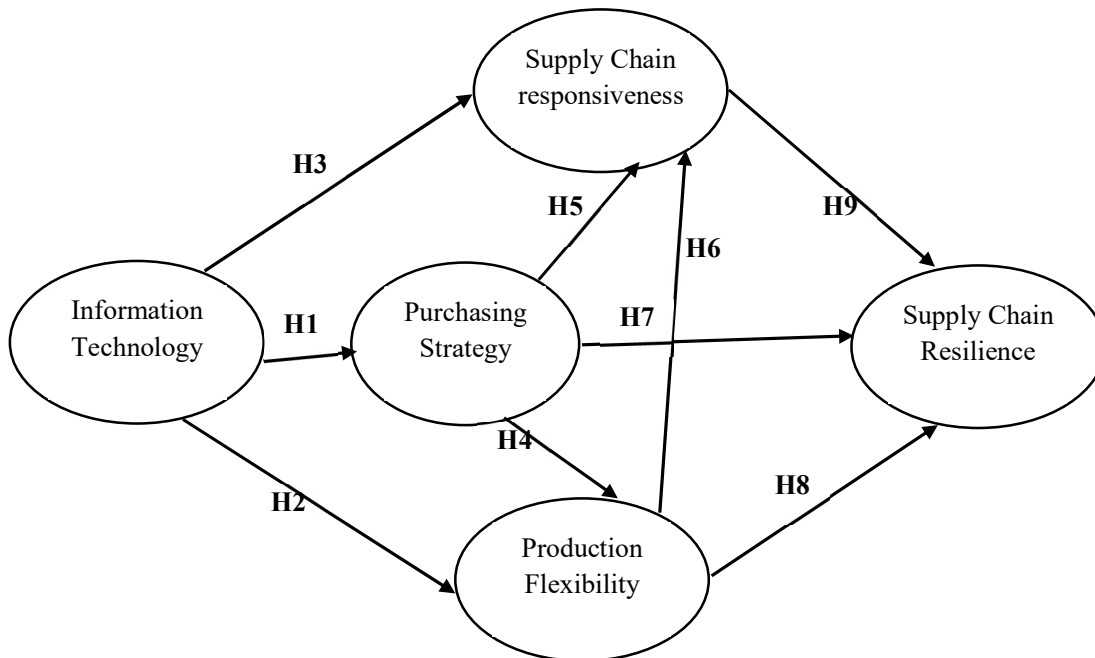 Supply Chain
responsiveness
H3
H5
H9
H6
Information
Technology
H1
Purchasing
Strategy
H7
Supply Chain
Resilience
H4
H2
H8
Production
Flexibility